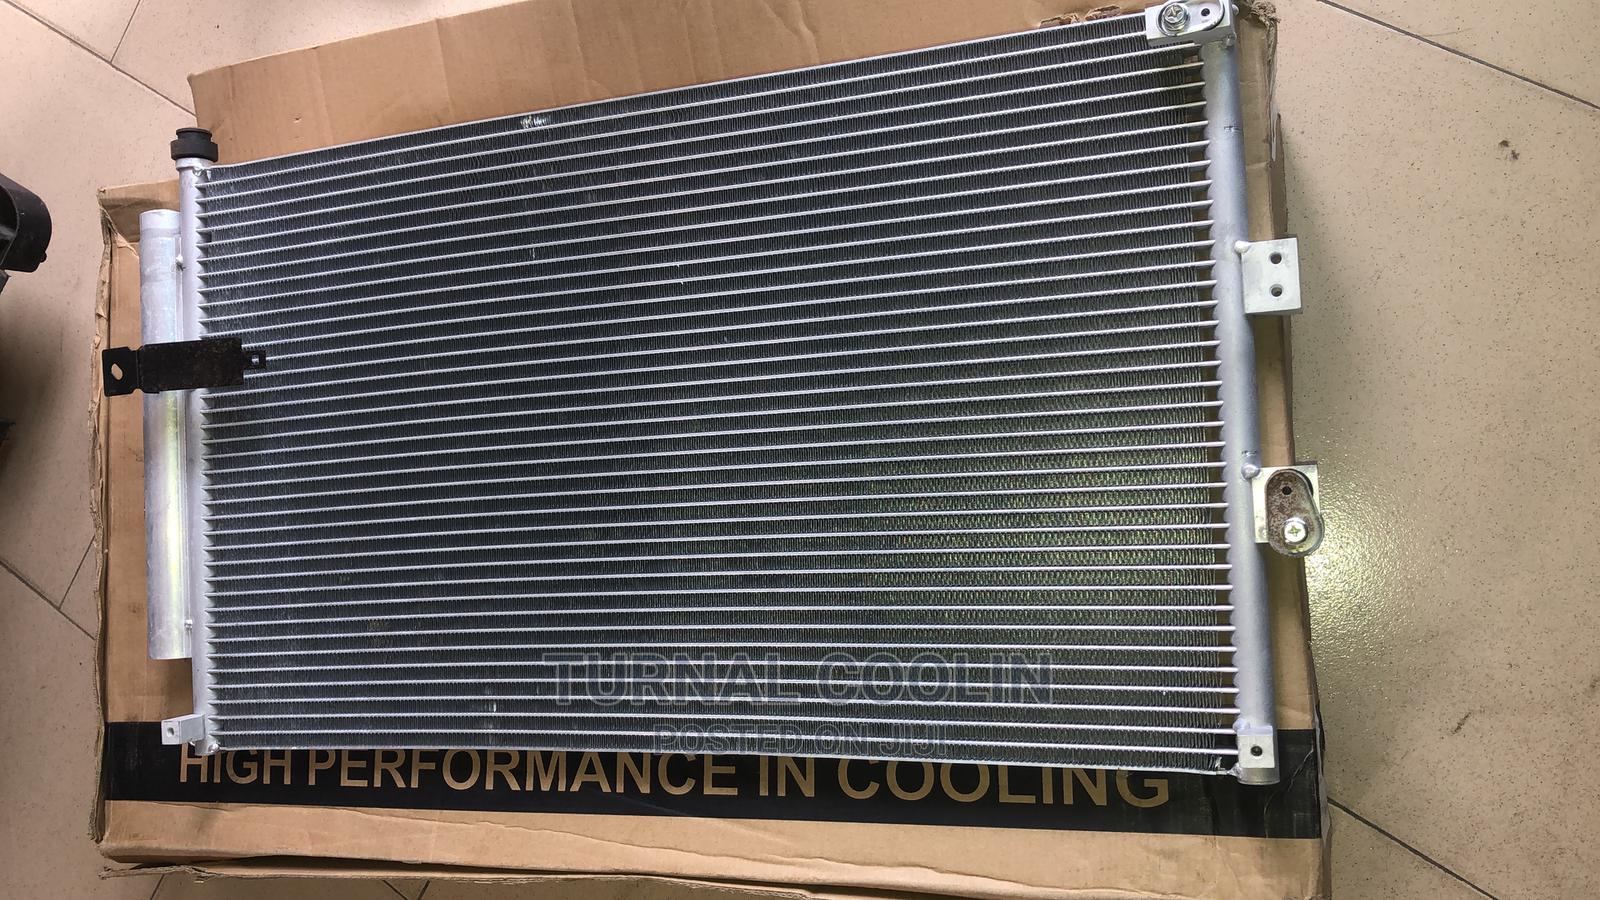 TURNAL COOLIN
POSTED ON JIJI
HIGH PERFORMANCE IN COOLING